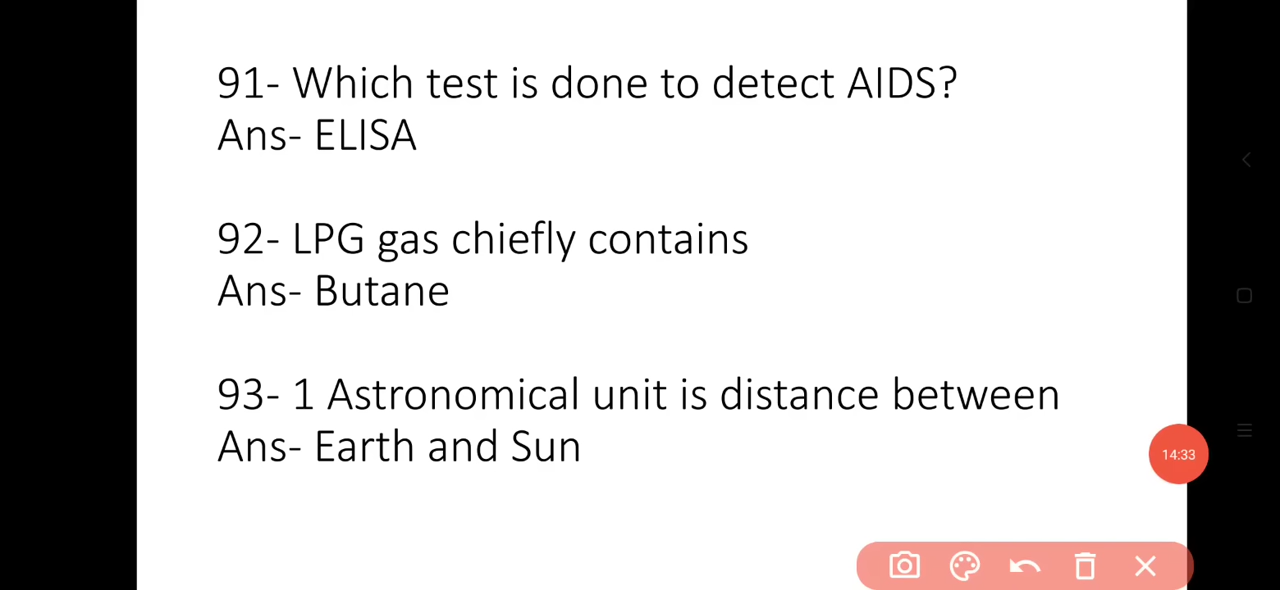 91- Which test is done to detect AIDS?
Ans- ELISA
92- LPG gas chiefly contains
Ans- Butane
93- 1 Astronomical unit is distance between
Ans- Earth and Sun
14:33